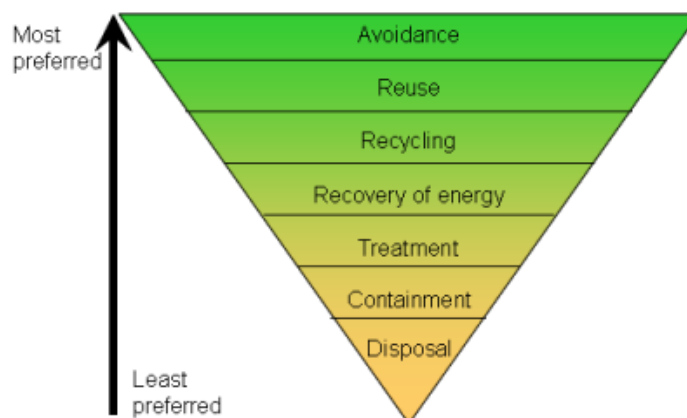 Most
preferred
Avoidance
Reuse
Recycling
Recovery of energy
Treatment
Containment
Disposal
Least
preferred